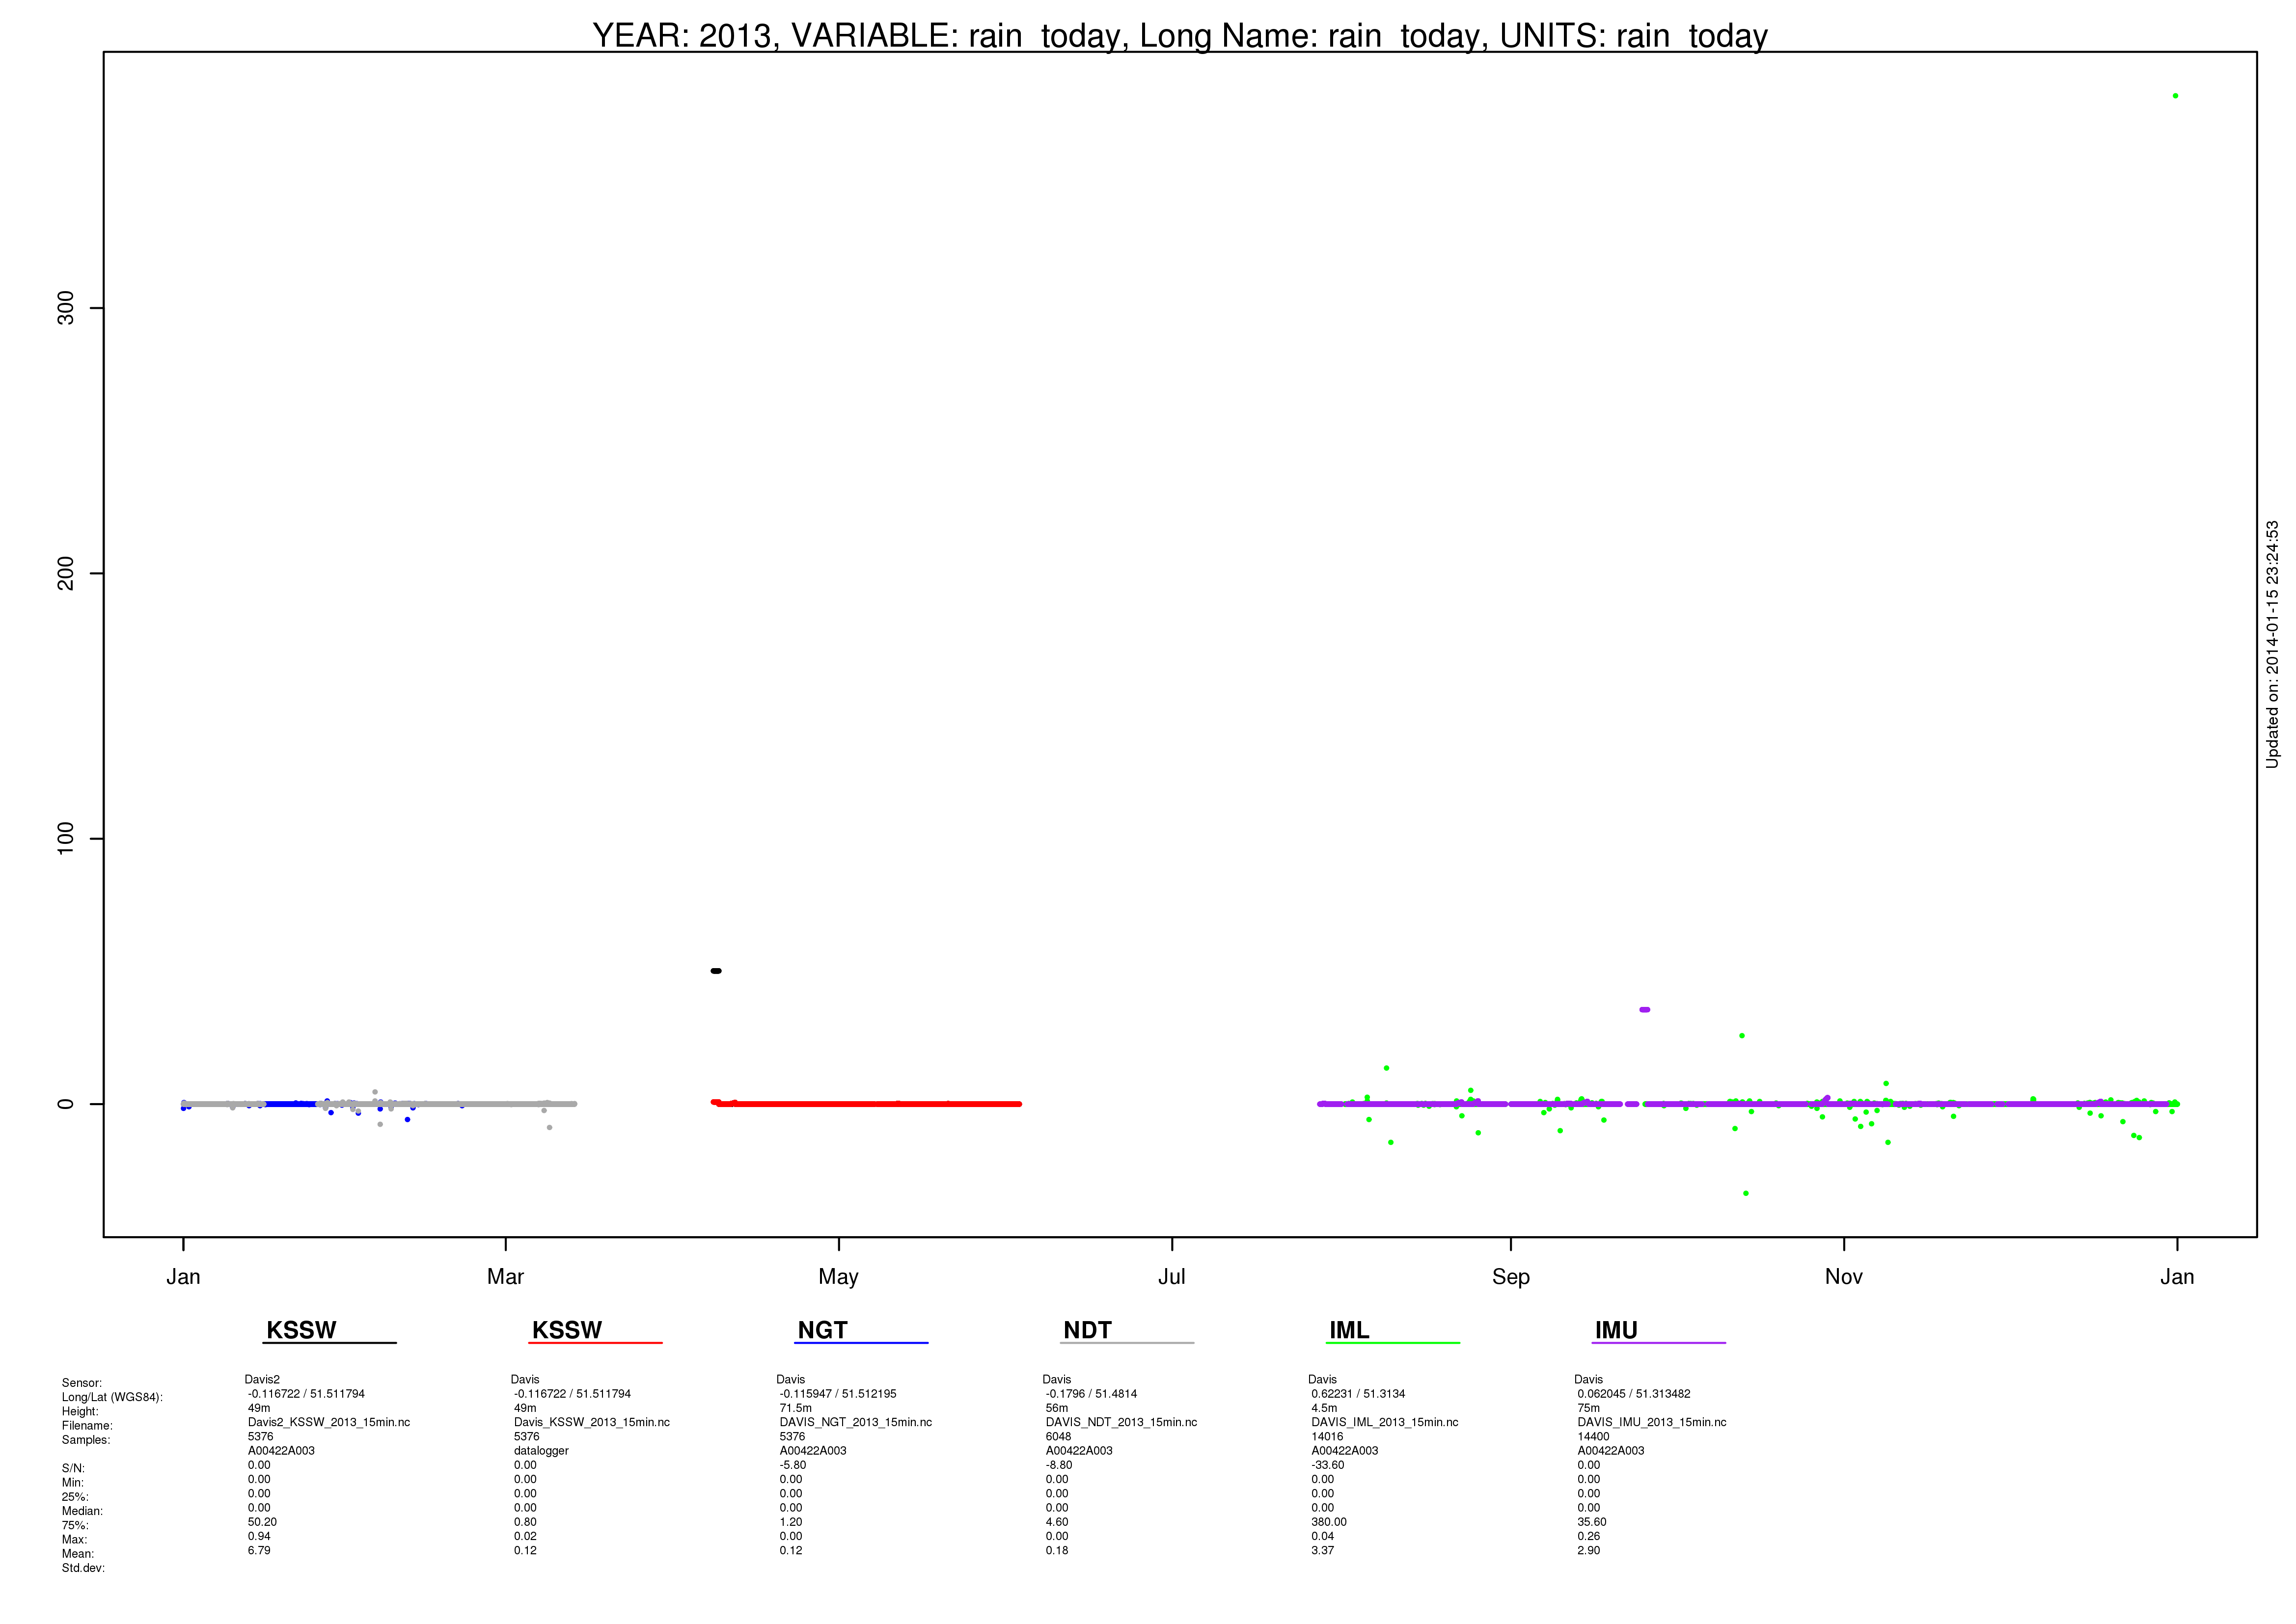 YEAR: 2013, VARIABLE: rain today, Long Name: rain today, UNITS: rain today
300
200
100
0
Updated on: 2014-01-15 23:24:53
Jan Mar May Jul Sep Nov Jan
KSSW KSSW NGT NDT IML IMU
Sensor: Davis2 Davis Davis Davis Davis Davis
Long/Lat (WGS84): -0.116722 / 51.511794 -0.116722 / 51.511794 -0.115947 / 51.512195 -0.1796 / 51.4814 0.62231 / 51.3134 0.062045 / 51.313482
Height: 49m 49m 71.5m 56m 4.5m 75m
Filename: Davis2_KSSW_2013_15min.nc Davis_KSSW_2013_15min.nc DAVIS_NGT_2013_15min.nc DAVIS_NDT_2013_15min.nc DAVIS_IML_2013_15min.nc DAVIS_IMU_2013_15min.nc
Samples: 5376 5376 5376 6048 14016 14400
A00422A003 datalogger A00422A003 A00422A003 A00422A003 A00422A003
S/N: 0.00 0.00 -5.80 -8.80 -33.60 0.00
Min: 0.00 0.00 0.00 0.00 0.00 0.00
25%: 0.00 0.00 0.00 0.00 0.00 0.00
Median: 0.00 0.00 0.00 0.00 0.00 0.00
75%: 50.20 0.80 1.20 4.60 380.00 35.60
Max: 0.94 0.02 0.00 0.00 0.04 0.26
Mean: 6.79 0.12 0.12 0.18 3.37 2.90
Std.dev: